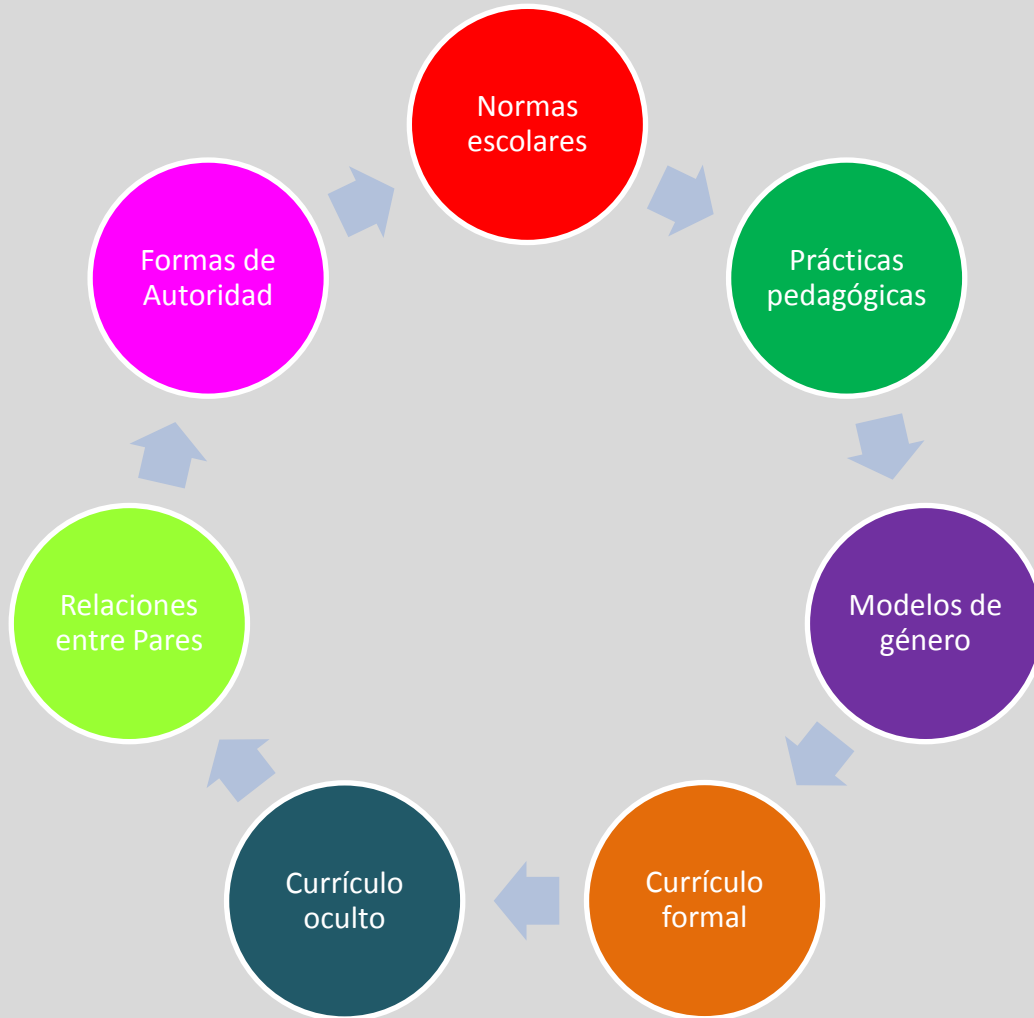 Normas
escolares
Prácticas
pedagógicas
Modelos de
género
Currículo
formal
Currículo
oculto
Relaciones
entre Pares
Formas de
Autoridad